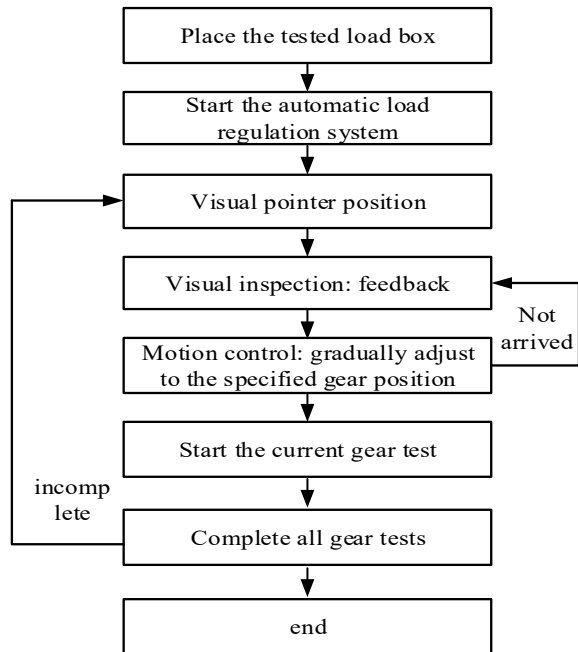 Place the tested load box
Start the automatic load
regulation system
Visual pointer position
Visual inspection: feedback
Not
arrived
Motion control: gradually adjust
to the specified gear position
Start the current gear test
incomp
lete
Complete all gear tests
end